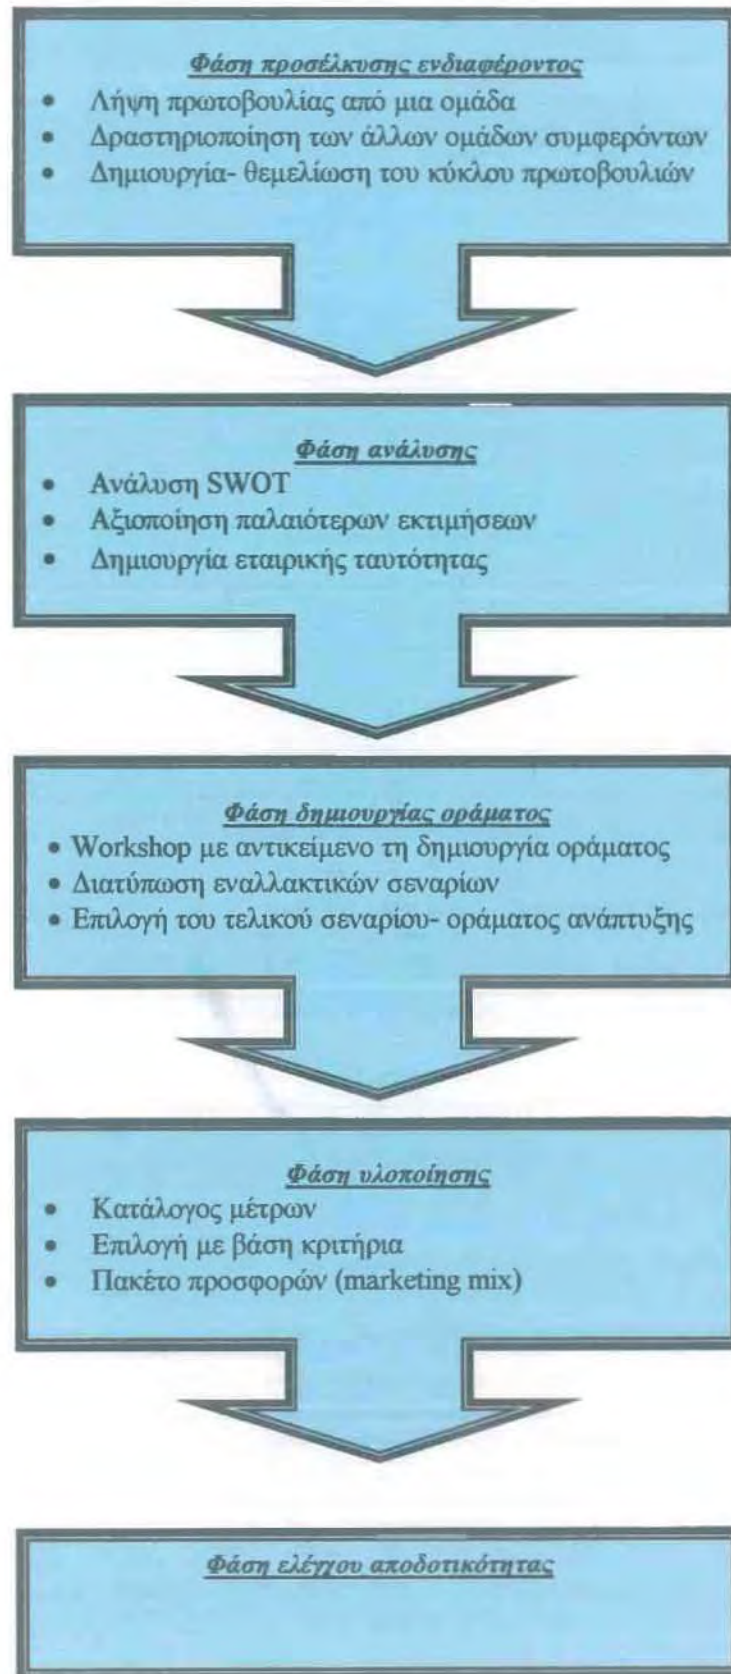 Φάση προσέλκυσης ενδιαφέροντος
• Λήψη πρωτοβουλίας από μια ομάδα
• Δραστηριοποίηση των άλλων ομάδων συμφερόντων
• Δημιουργία- θεμελίωση του κύκλου πρωτοβουλιών
Φάση ανάλυσης
• Ανάλυση SWOT
• Αξιοποίηση παλαιότερων εκτιμήσεων
• Δημιουργία εταιρικής ταυτότητας
Φάση δημιουργίας οράματος
• Workshop με αντικείμενο τη δημιουργία οράματος
• Διατύπωση εναλλακτικών σεναρίων
• Επιλογή του τελικού σεναρίου- οράματος ανάπτυξης
Φάση υλοποίησης
• Κατάλογος μέτρων
• Επιλογή με βάση κριτήρια
• Πακέτο προσφορών (marketing mix)
Φάση ελέγχου αποδοτικότητας